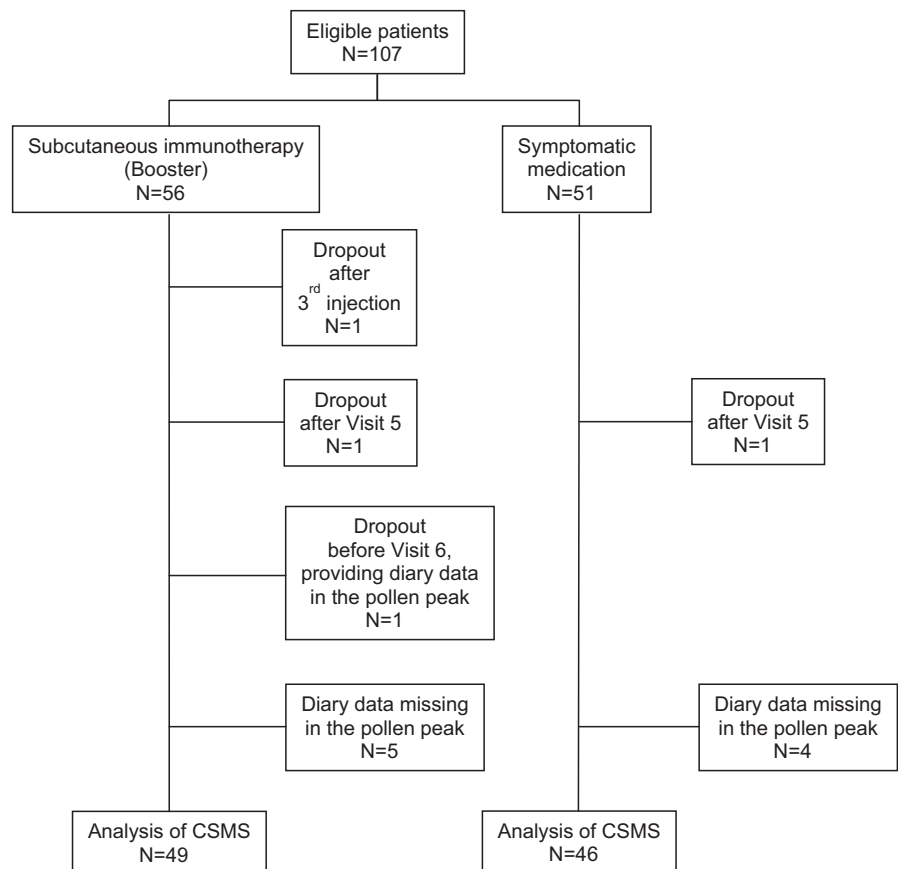 Eligible patients
N=107
Subcutaneous immunotherapy
(Booster)
N=56
Symptomatic
medication
N=51
Dropout
after
3rd injection
N=1
Dropout
after Visit 5
N=1
Dropout
after Visit 5
N=1
Dropout
before Visit 6,
providing diary data
in the pollen peak
N=1
Diary data missing
in the pollen peak
N=5
Diary data missing
in the pollen peak
N=4
Analysis of CSMS
N=49
Analysis of CSMS
N=46